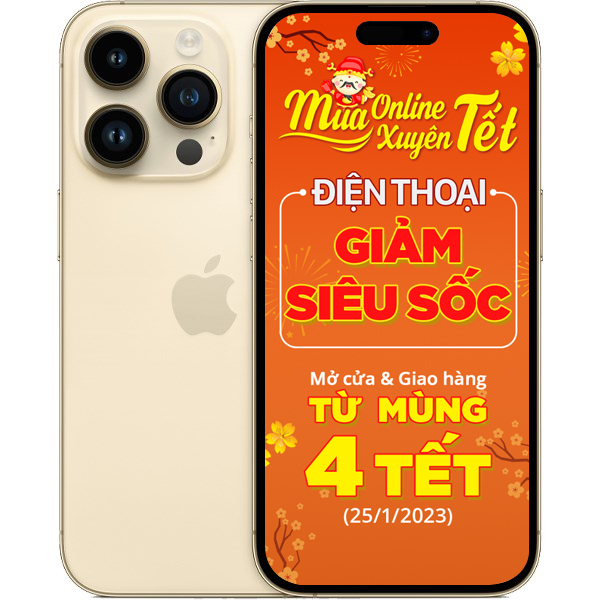 Mua Online
Xuyên Tết
ĐIỆN THOẠI
GIẢM
SIÊU SỐC
Mở cửa & Giao hàng
TỪ MÙNG
4 TẾT
(25/1/2023)